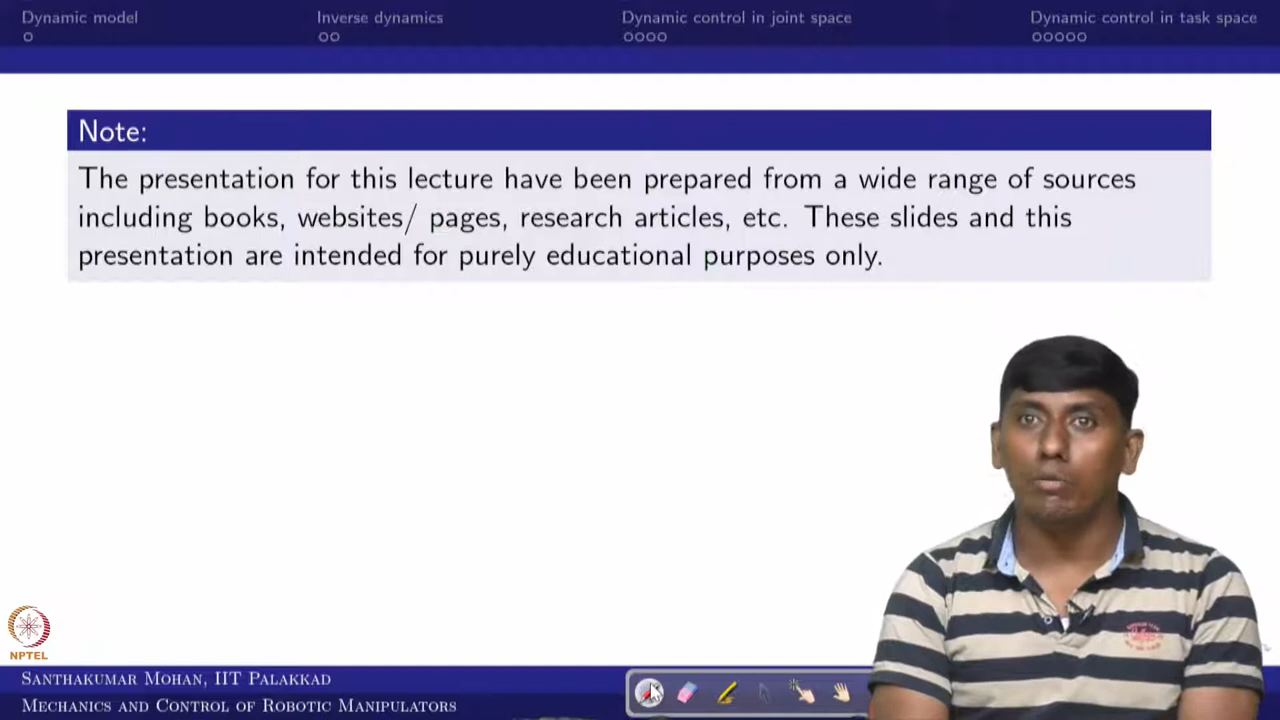 Dynamic model
Inverse dynamics
Dynamic control in joint space
Dynamic control in task space
Note:
The presentation for this lecture have been prepared from a wide range of sources
including books, websites/ pages, research articles, etc. These slides and this
presentation are intended for purely educational purposes only.
NPTEL
Santhakumar Mohan, IIT Palakkad
Mechanics and Control of Robotic Manipulators